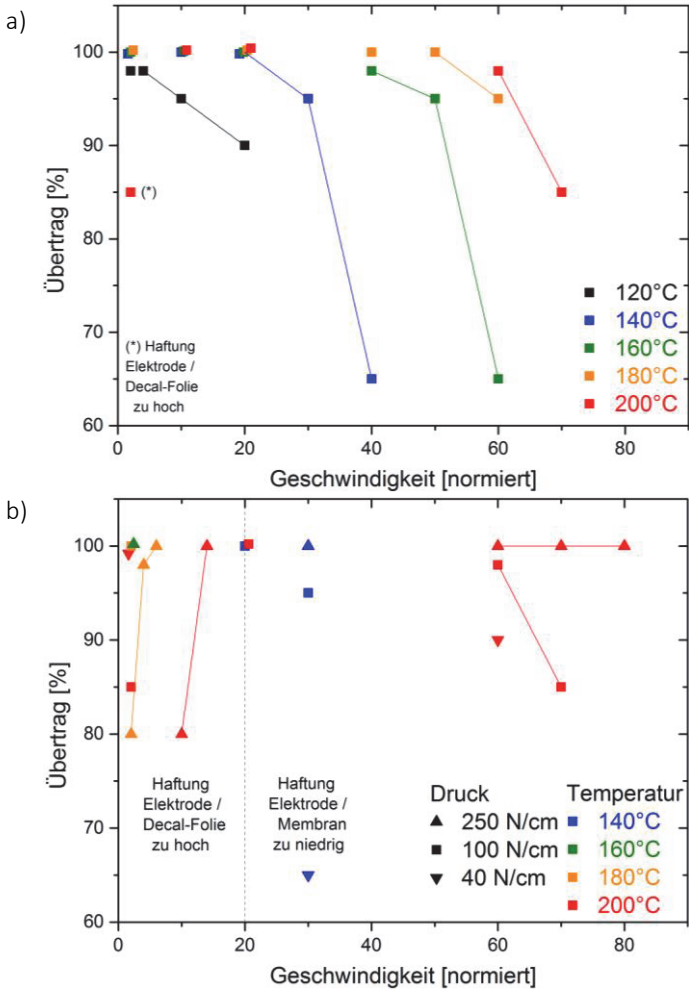 a)
100
90
80
70
60
Übertrag [%]
(*)
(*) Haftung
Elektrode /
Decal-Folie
zu hoch
120°C
140°C
160°C
180°C
200°C
0 20 40 60 80
Geschwindigkeit [normiert]
b)
100
90
80
70
60
Übertrag [%]
Haftung
Elektrode /
Decal-Folie
zu hoch
Haftung
Elektrode /
Membran
zu niedrig
Druck
250 N/cm
100 N/cm
40 N/cm
Temperatur
140°C
160°C
180°C
200°C
0 20 40 60 80
Geschwindigkeit [normiert]